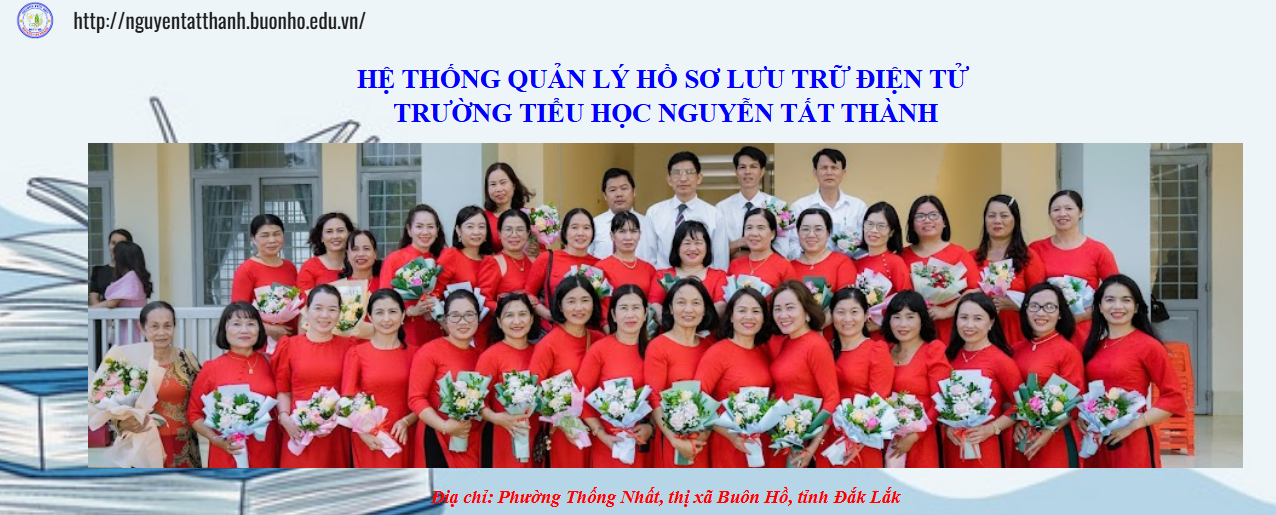 http://nguyentatthanh.buonho.edu.vn/
HỆ THỐNG QUẢN LÝ HỒ SƠ LƯU TRỮ ĐIỆN TỬ
TRƯỜNG TIỂU HỌC NGUYỄN TẤT THÀNH
Địa chỉ: Phường Thống Nhất, thị xã Buôn Hồ, tỉnh Đắk Lắk